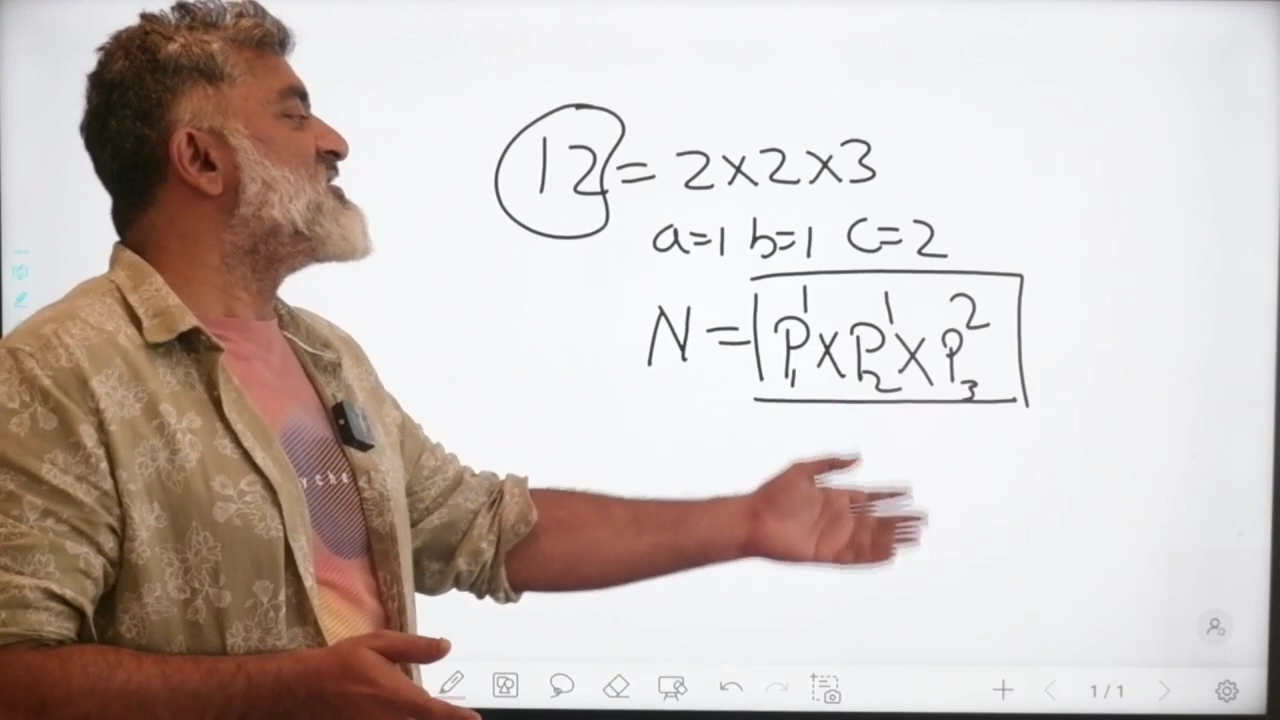 12 = 2×2×3
a=1 b=1 c=2
N = P₁¹ × P₂¹ × P₃²
1/1